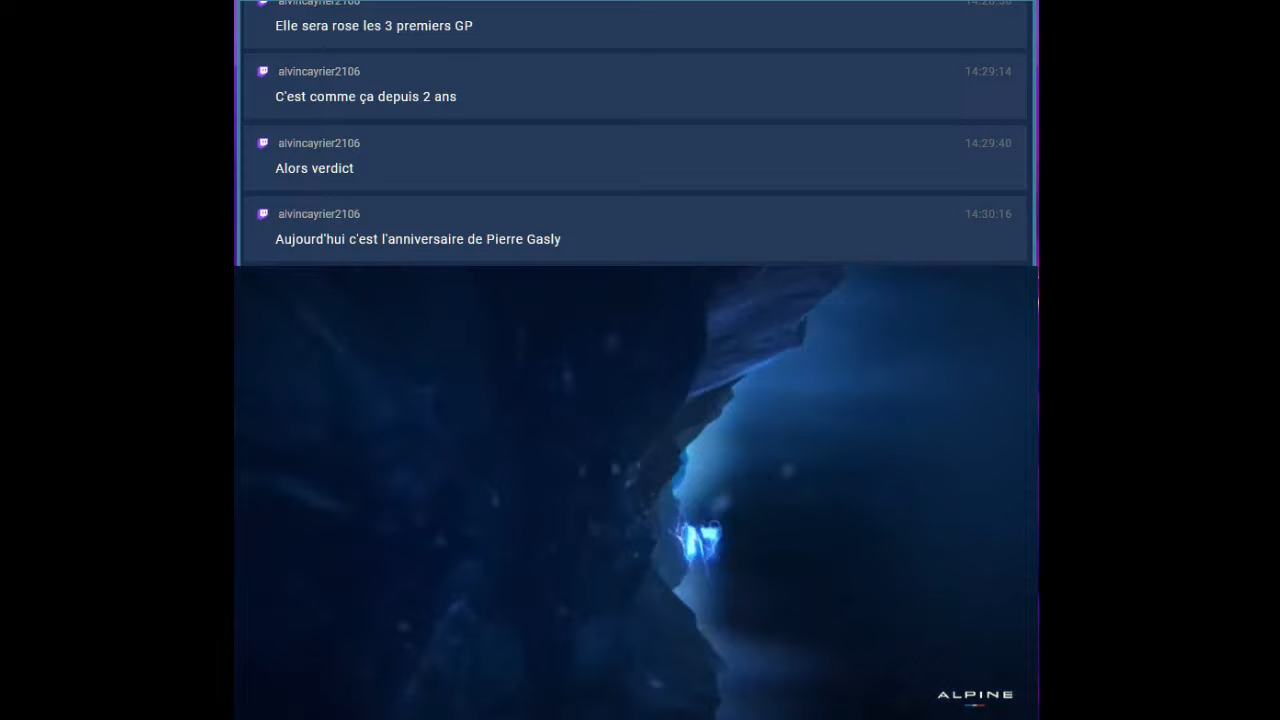 alvincayrier2106
Elle sera rose les 3 premiers GP
alvincayrier2106 14:29:14
C'est comme ça depuis 2 ans
alvincayrier2106 14:29:40
Alors verdict
alvincayrier2106 14:30:16
Aujourd'hui c'est l'anniversaire de Pierre Gasly
ALPINE